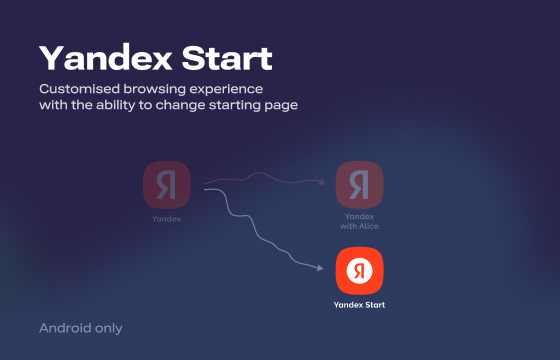 Yandex Start
Customised browsing experience
with the ability to change starting page
Я
Я
Yandex
Yandex
with Alice
Я
Yandex Start
Android only